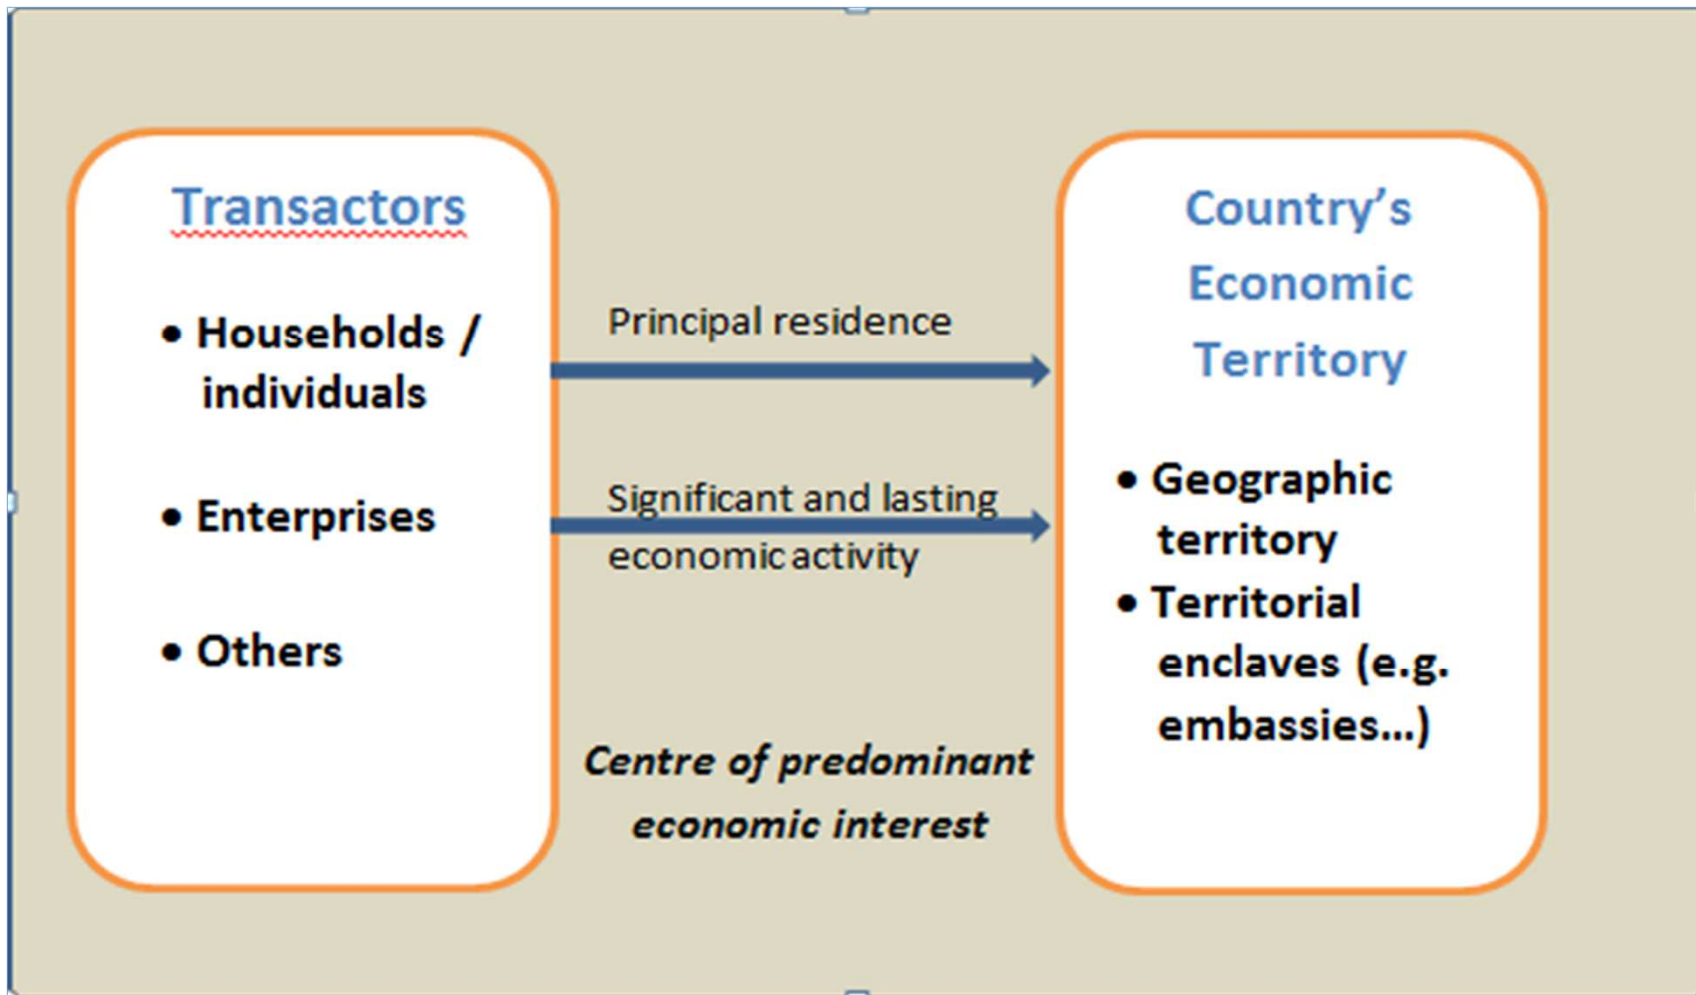 Transactors
• Households /
individuals
• Enterprises
• Others
Principal residence
Significant and lasting
economic activity
Centre of predominant
economic interest
Country’s
Economic
Territory
• Geographic
territory
• Territorial
enclaves (e.g.
embassies…)